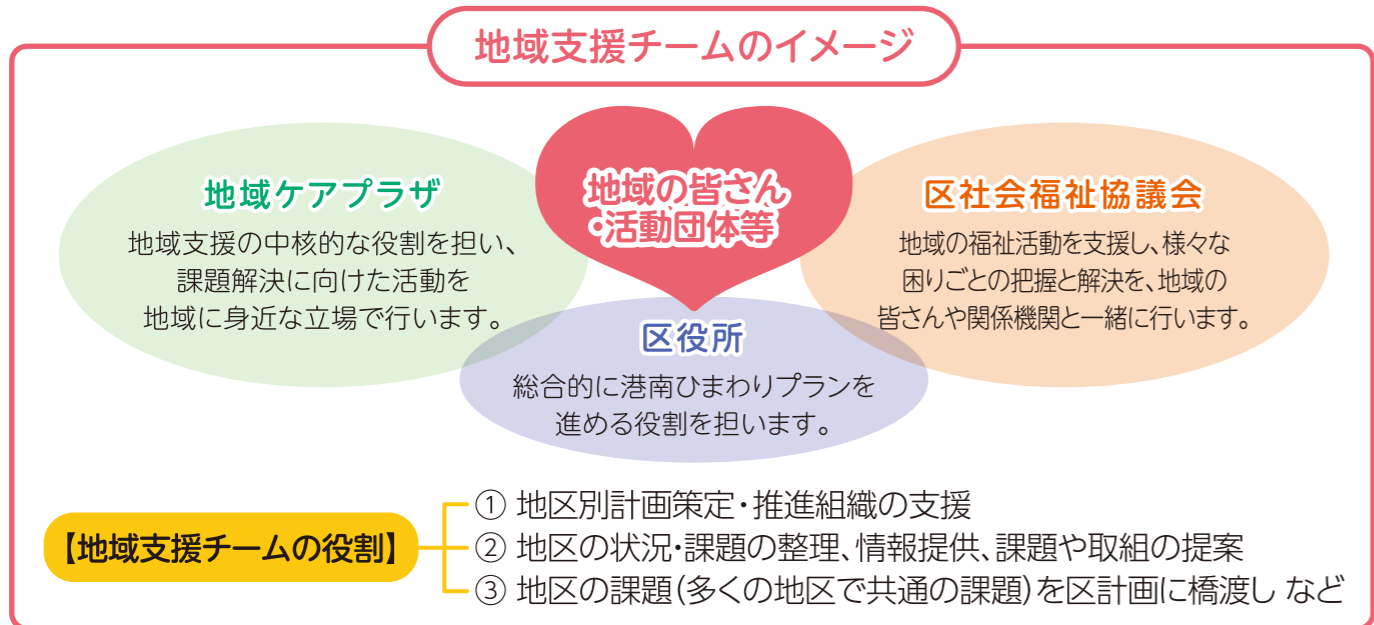 地域支援チームのイメージ
地域ケアプラザ
地域支援の中核的な役割を担い、
課題解決に向けた活動を
地域に身近な立場で行います。
地域の皆さん
・活動団体等
区社会福祉協議会
地域の福祉活動を支援し、様々な
困りごとの把握と解決を、地域の
皆さんや関係機関と一緒に行います。
区役所
総合的に港南ひまわりプランを
進める役割を担います。
【地域支援チームの役割】
① 地区別計画策定・推進組織の支援
② 地区の状況・課題の整理、情報提供、課題や取組の提案
③ 地区の課題(多くの地区で共通の課題)を区計画に橋渡し など